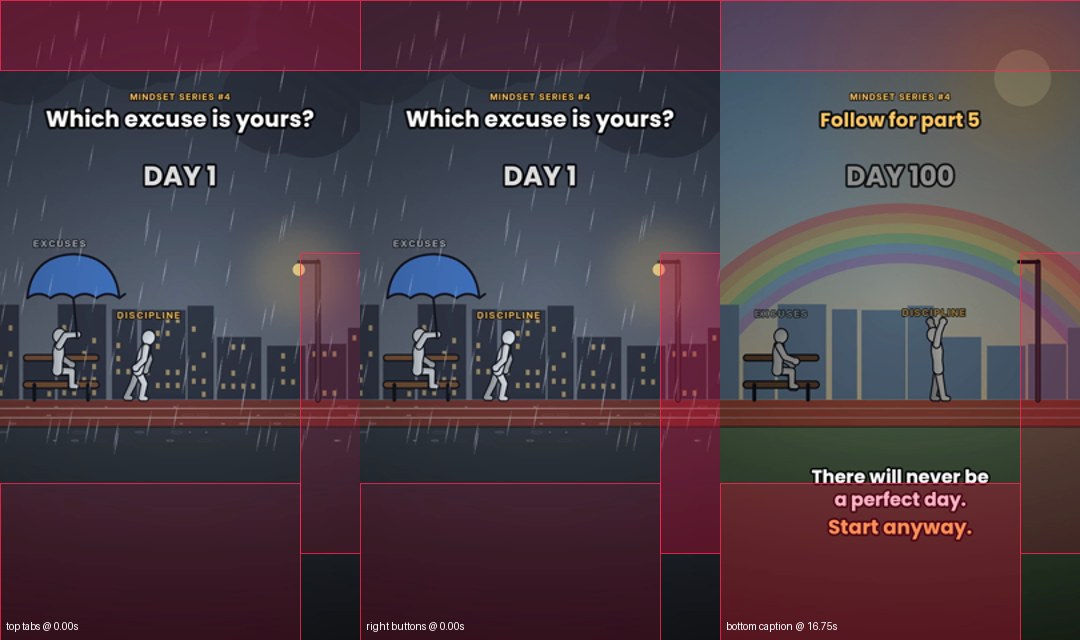 MINDSET SERIES #4
Which excuse is yours?
DAY 1
EXCUSES
DISCIPLINE
top tabs @ 0.00s
MINDSET SERIES #4
Which excuse is yours?
DAY 1
EXCUSES
DISCIPLINE
right buttons @ 0.00s
MINDSET SERIES #4
Follow for part 5
DAY 100
EXCUSES
DISCIPLINE
There will never be
a perfect day.
Start anyway.
bottom caption @ 16.75s